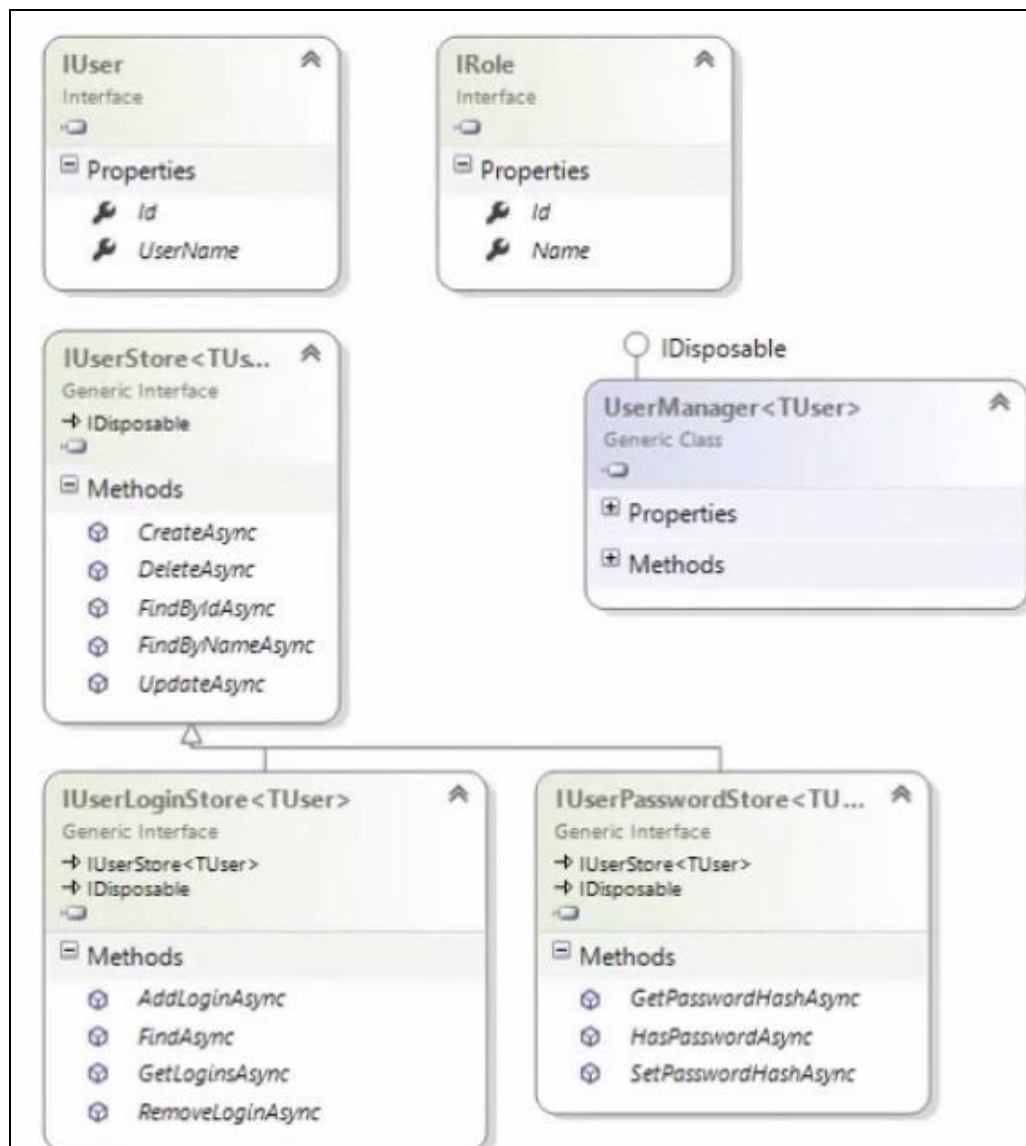 IUser
Interface
Properties
Id
UserName
IRole
Interface
Properties
Id
Name
IUserStore<TUs...
Generic Interface
IDisposable
Methods
CreateAsync
DeleteAsync
FindByIdAsync
FindByNameAsync
UpdateAsync
IDisposable
UserManager<TUser>
Generic Class
Properties
Methods
IUserLoginStore<TUser>
Generic Interface
IUserStore<TUser>
IDisposable
Methods
AddLoginAsync
FindAsync
GetLoginsAsync
RemoveLoginAsync
IUserPasswordStore<TU...
Generic Interface
IUserStore<TUser>
IDisposable
Methods
GetPasswordHashAsync
HasPasswordAsync
SetPasswordHashAsync